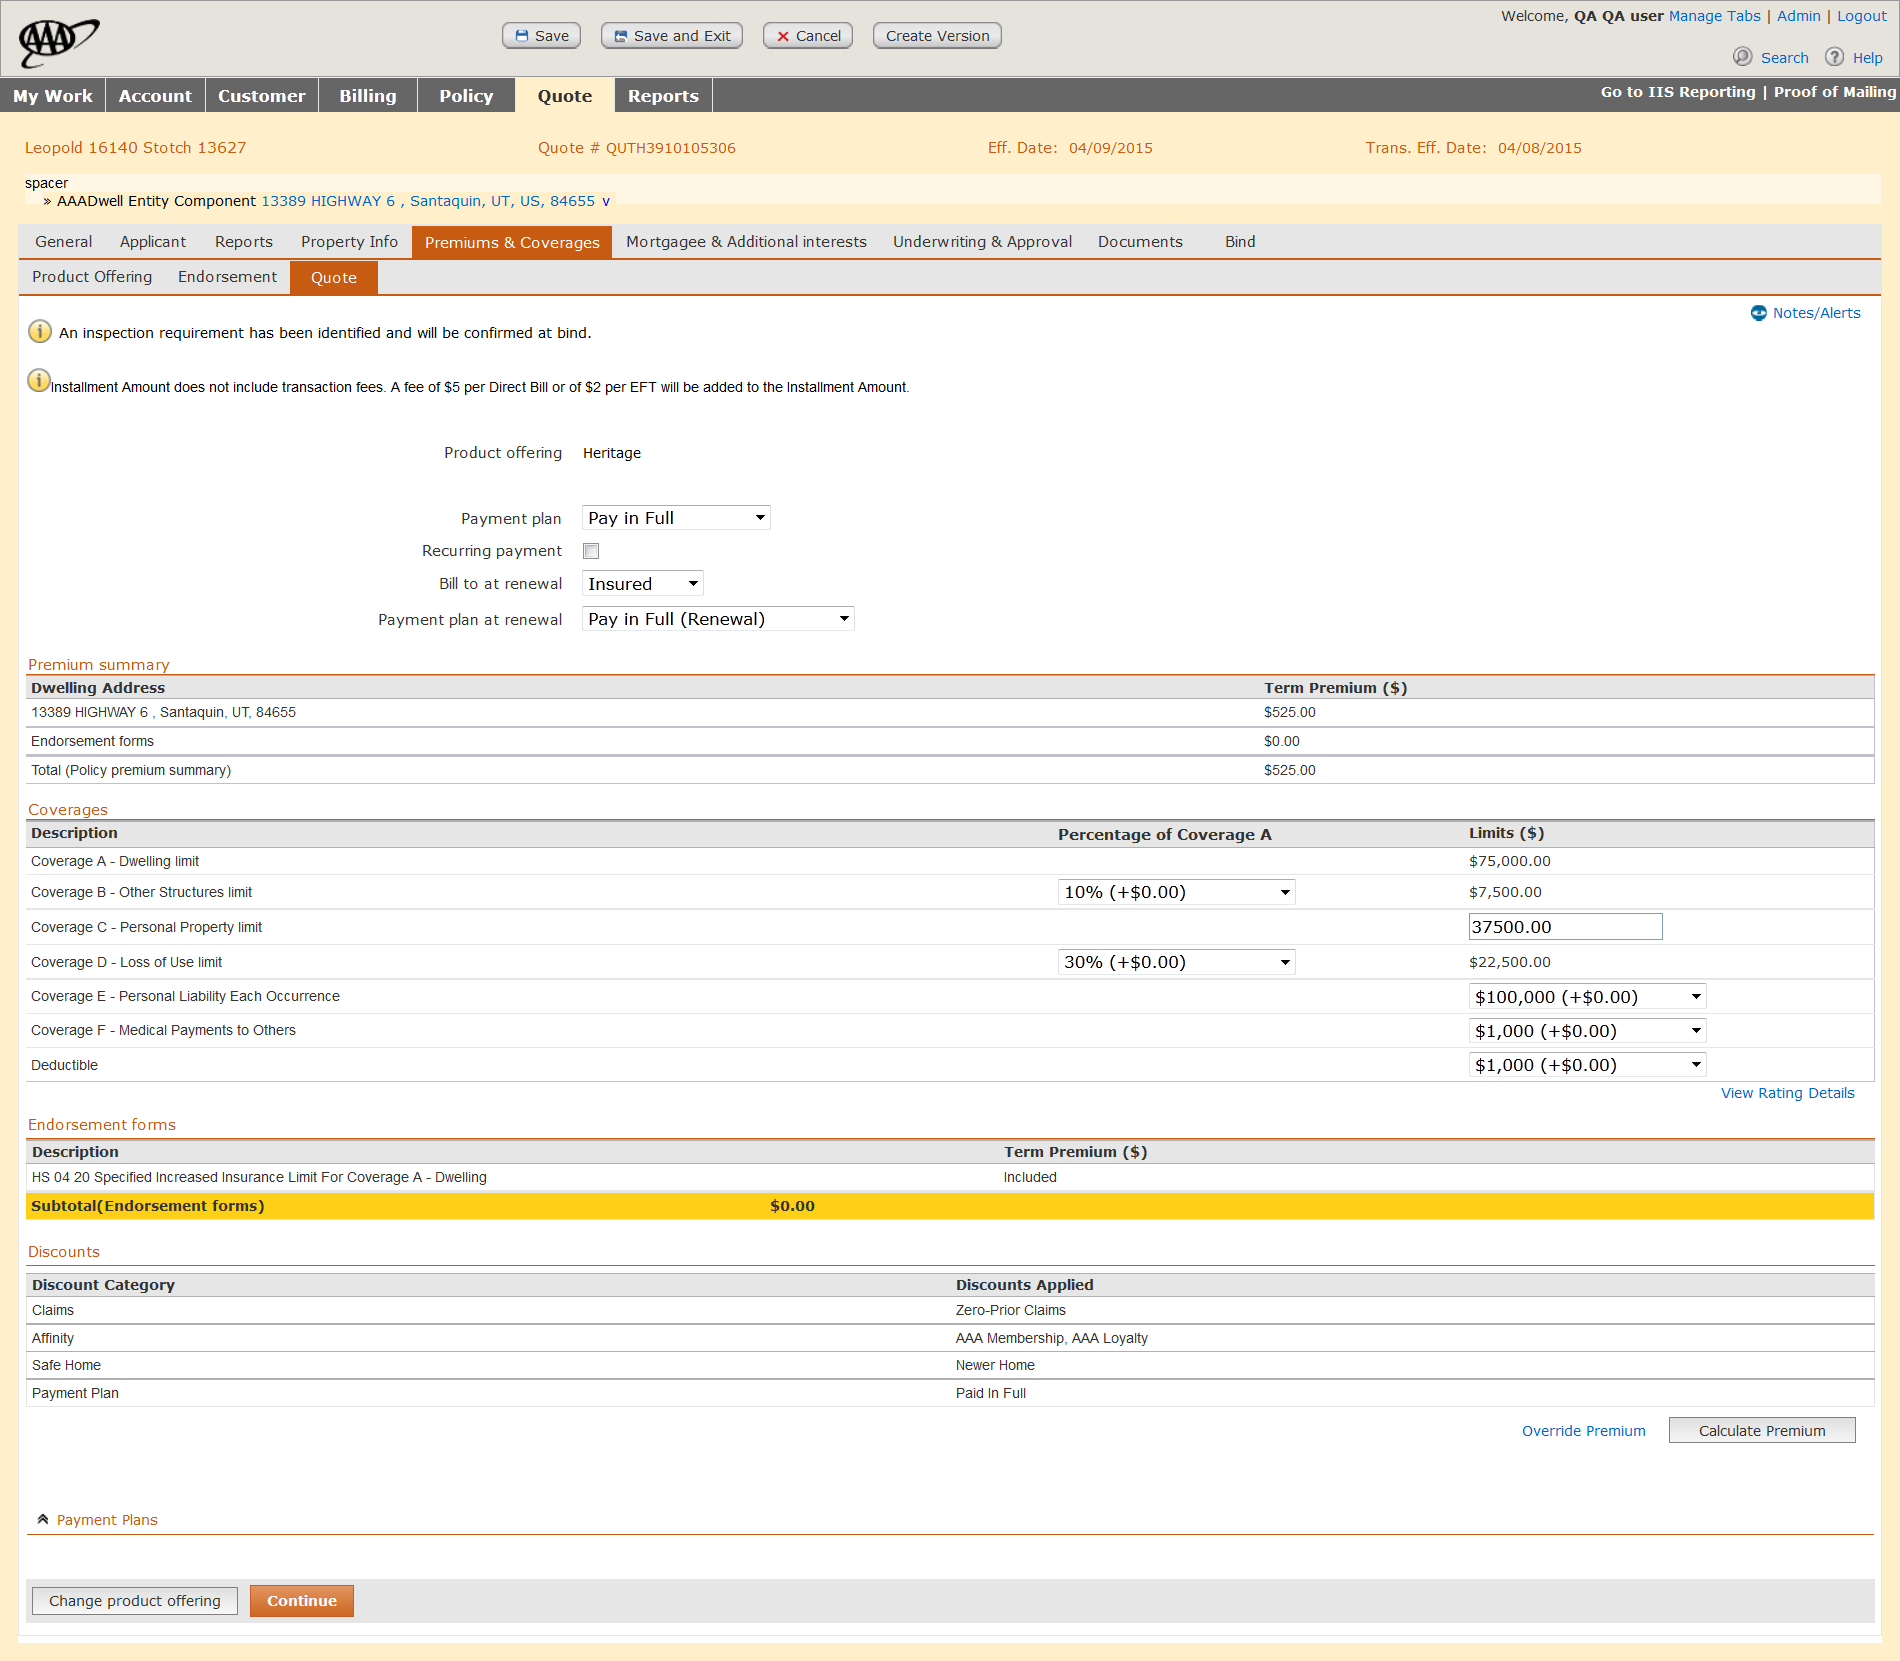 Welcome, QA QA user Manage Tabs | Admin | Logout
AAA
Save
Save and Exit
Cancel
Create Version
Search
Help
My Work Account Customer Billing Policy Quote Reports
Go to IIS Reporting | Proof of Mailing
Leopold 16140 Stotch 13627
Quote # QUTH3910105306
Eff. Date: 04/09/2015
Trans. Eff. Date: 04/08/2015
spacer
» AAADwell Entity Component 13389 HIGHWAY 6 , Santaquin, UT, US, 84655 v
General Applicant Reports Property Info Premiums & Coverages Mortgagee & Additional interests Underwriting & Approval Documents Bind
Product Offering Endorsement Quote
Notes/Alerts
An inspection requirement has been identified and will be confirmed at bind.
Installment Amount does not include transaction fees. A fee of $5 per Direct Bill or of $2 per EFT will be added to the Installment Amount.
Product offering Heritage
Payment plan Pay in Full
Recurring payment
Bill to at renewal Insured
Payment plan at renewal Pay in Full (Renewal)
Premium summary
Dwelling Address Term Premium ($)
13389 HIGHWAY 6 , Santaquin, UT, 84655 $525.00
Endorsement forms $0.00
Total (Policy premium summary) $525.00
Coverages
Description Percentage of Coverage A Limits ($)
Coverage A - Dwelling limit $75,000.00
Coverage B - Other Structures limit 10% (+$0.00) $7,500.00
Coverage C - Personal Property limit 37500.00
Coverage D - Loss of Use limit 30% (+$0.00) $22,500.00
Coverage E - Personal Liability Each Occurrence $100,000 (+$0.00)
Coverage F - Medical Payments to Others $1,000 (+$0.00)
Deductible $1,000 (+$0.00)
View Rating Details
Endorsement forms
Description Term Premium ($)
HS 04 20 Specified Increased Insurance Limit For Coverage A - Dwelling Included
Subtotal(Endorsement forms) $0.00
Discounts
Discount Category Discounts Applied
Claims Zero-Prior Claims
Affinity AAA Membership, AAA Loyalty
Safe Home Newer Home
Payment Plan Paid In Full
Override Premium Calculate Premium
Payment Plans
Change product offering Continue